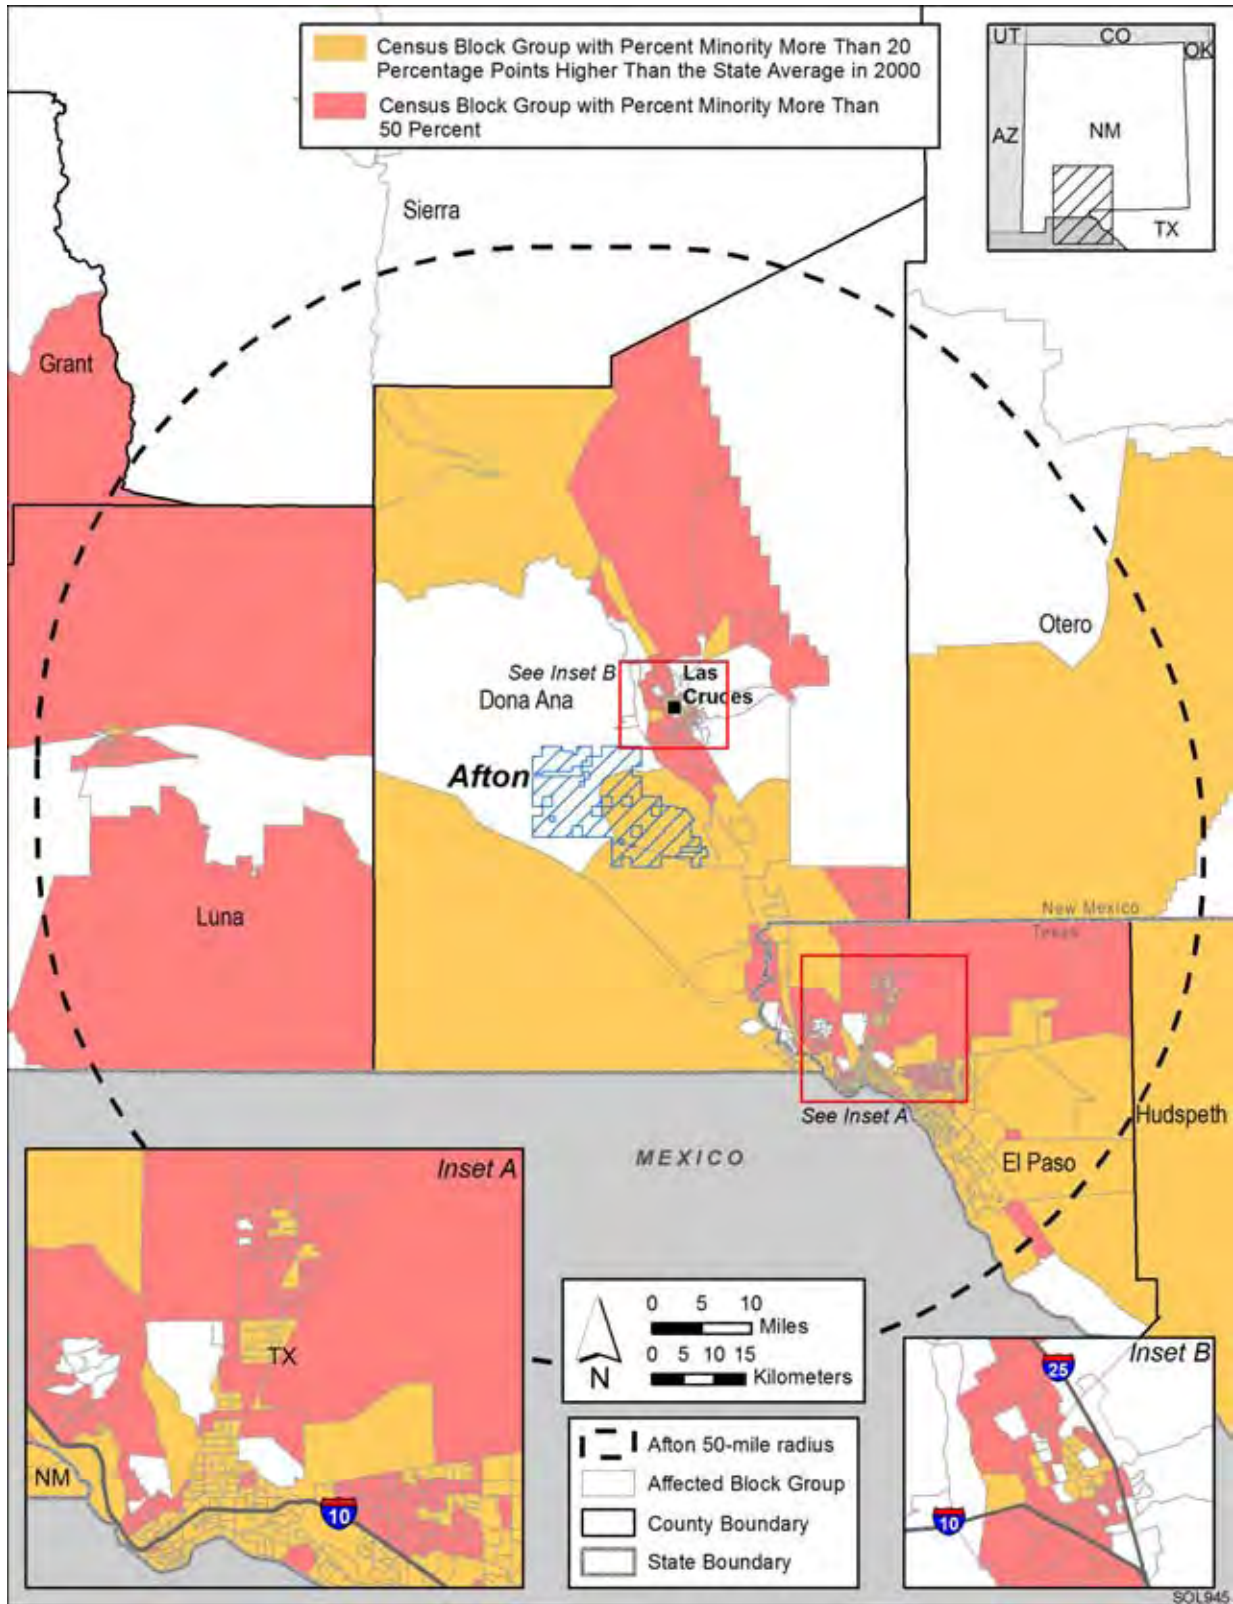 Census Block Group with Percent Minority More Than 20
Percentage Points Higher Than the State Average in 2000
Census Block Group with Percent Minority More Than
50 Percent
UT
CO
OK
AZ
NM
TX
Sierra
Grant
Otero
See Inset B
Las
Cruces
Dona Ana
Afton
Luna
New Mexico
Texas
See Inset A
Hudspeth
El Paso
MEXICO
Inset A
TX
NM
10
N
0 5 10
Miles
0 5 10 15
Kilometers
Afton 50-mile radius
Affected Block Group
County Boundary
State Boundary
Inset B
25
10
SOL945